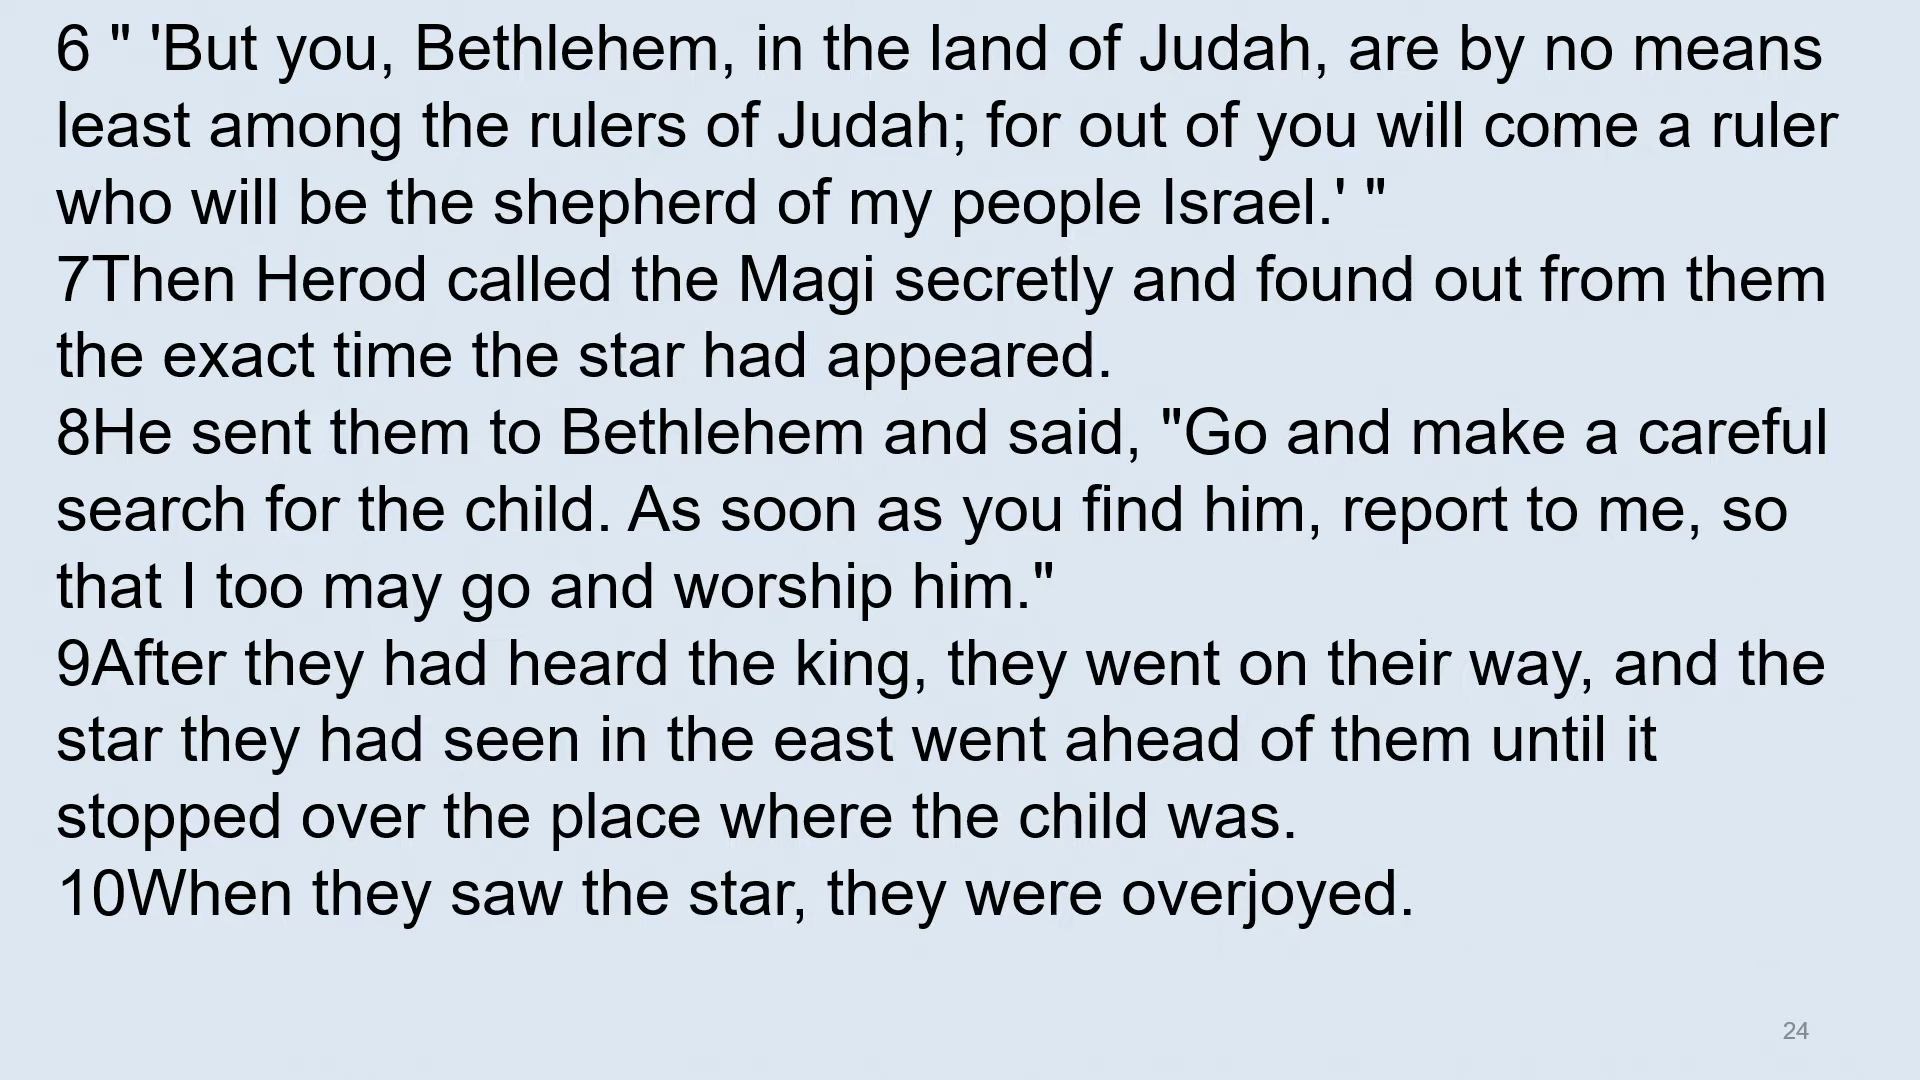 6 " 'But you, Bethlehem, in the land of Judah, are by no means
least among the rulers of Judah; for out of you will come a ruler
who will be the shepherd of my people Israel.' "
7Then Herod called the Magi secretly and found out from them
the exact time the star had appeared.
8He sent them to Bethlehem and said, "Go and make a careful
search for the child. As soon as you find him, report to me, so
that I too may go and worship him."
9After they had heard the king, they went on their way, and the
star they had seen in the east went ahead of them until it
stopped over the place where the child was.
10When they saw the star, they were overjoyed.
24